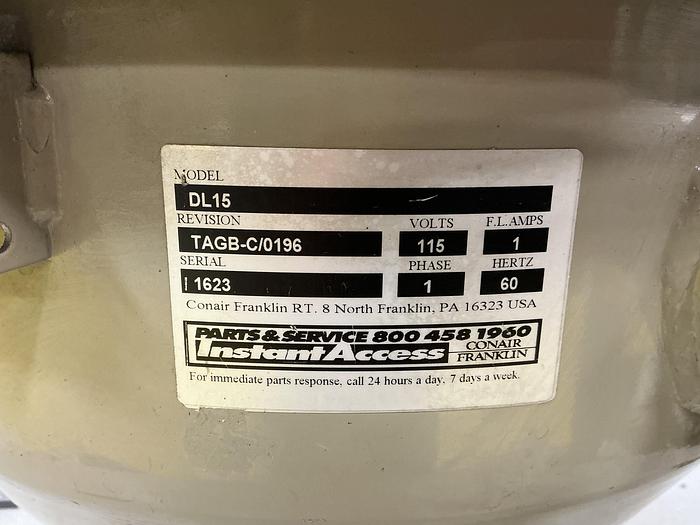 MODEL
DL15
REVISION VOLTS F.L.AMPS
TAGB-C/0196 115 1
SERIAL PHASE HERTZ
1623 1 60
Conair Franklin RT. 8 North Franklin, PA 16323 USA
PARTS & SERVICE 800 458 1960
Instant Access CONAIR
FRANKLIN
For immediate parts response, call 24 hours a day, 7 days a week.